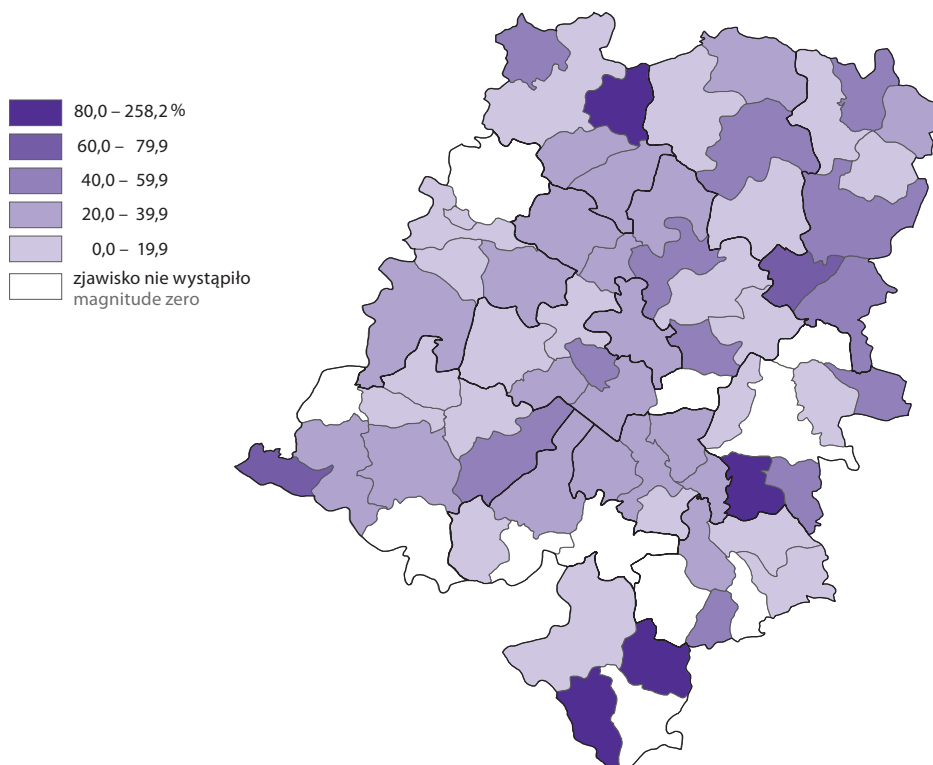 80,0 – 258,2 %
60,0 – 79,9
40,0 – 59,9
20,0 – 39,9
0,0 – 19,9
zjawisko nie wystąpiło
magnitude zero